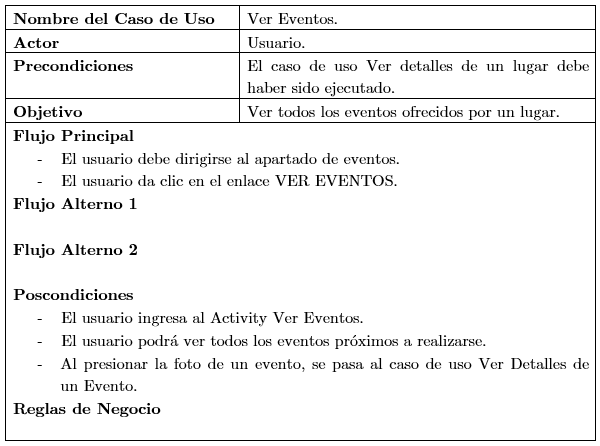 Nombre del Caso de Uso Ver Eventos.
Actor Usuario.
Precondiciones El caso de uso Ver detalles de un lugar debe
haber sido ejecutado.
Objetivo Ver todos los eventos ofrecidos por un lugar.
Flujo Principal
- El usuario debe dirigirse al apartado de eventos.
- El usuario da clic en el enlace VER EVENTOS.
Flujo Alterno 1
Flujo Alterno 2
Poscondiciones
- El usuario ingresa al Activity Ver Eventos.
- El usuario podrá ver todos los eventos próximos a realizarse.
- Al presionar la foto de un evento, se pasa al caso de uso Ver Detalles de
un Evento.
Reglas de Negocio